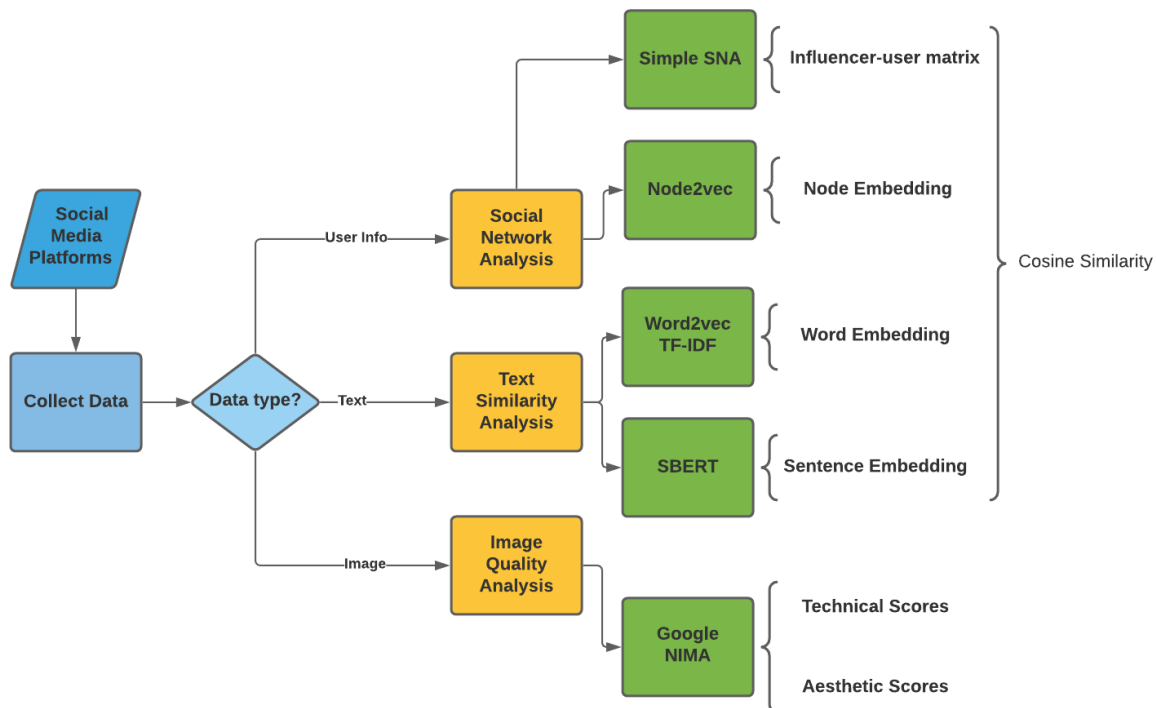 Simple SNA
Influencer-user matrix
Node2vec
Node Embedding
Social
Media
Platforms
User Info
Social
Network
Analysis
Cosine Similarity
Word2vec
TF-IDF
Word Embedding
Collect Data
Data type?
Text
Text
Similarity
Analysis
SBERT
Sentence Embedding
Image
Image
Quality
Analysis
Google
NIMA
Technical Scores
Aesthetic Scores